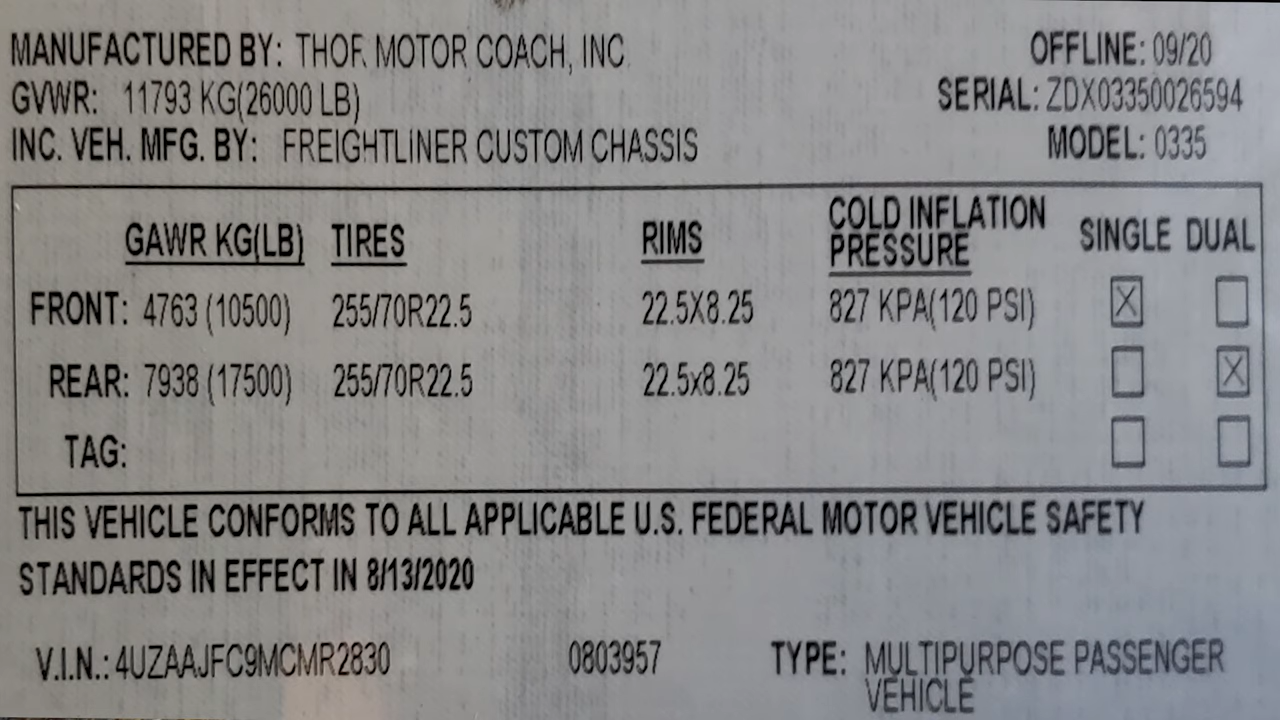 MANUFACTURED BY: THOR MOTOR COACH, INC. OFFLINE: 09/20
GVWR: 11793 KG(26000 LB) SERIAL: ZDX03350026594
INC. VEH. MFG. BY: FREIGHTLINER CUSTOM CHASSIS MODEL: 0335
GAWR KG(LB) TIRES RIMS COLD INFLATION PRESSURE SINGLE DUAL
FRONT: 4763 (10500) 255/70R22.5 22.5X8.25 827 KPA(120 PSI) X
REAR: 7938 (17500) 255/70R22.5 22.5x8.25 827 KPA(120 PSI) X
TAG:
THIS VEHICLE CONFORMS TO ALL APPLICABLE U.S. FEDERAL MOTOR VEHICLE SAFETY
STANDARDS IN EFFECT IN 8/13/2020
V.I.N.: 4UZAAJFC9MCMR2830 0803957 TYPE: MULTIPURPOSE PASSENGER
VEHICLE